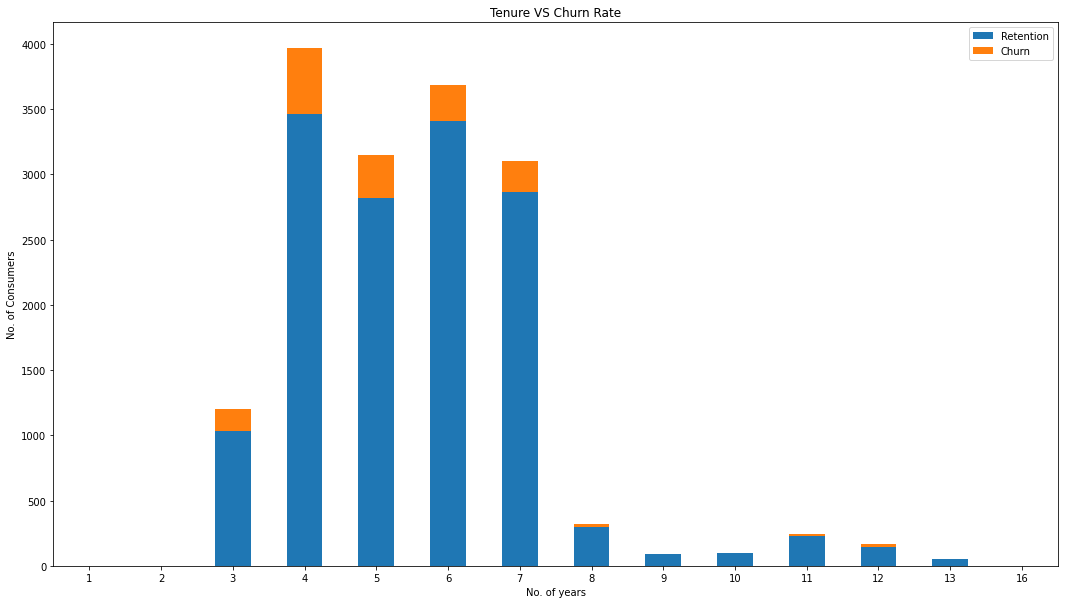 Tenure VS Churn Rate
Retention
Churn
No. of Consumers
4000
3500
3000
2500
2000
1500
1000
500
0
1 2 3 4 5 6 7 8 9 10 11 12 13 16
No. of years